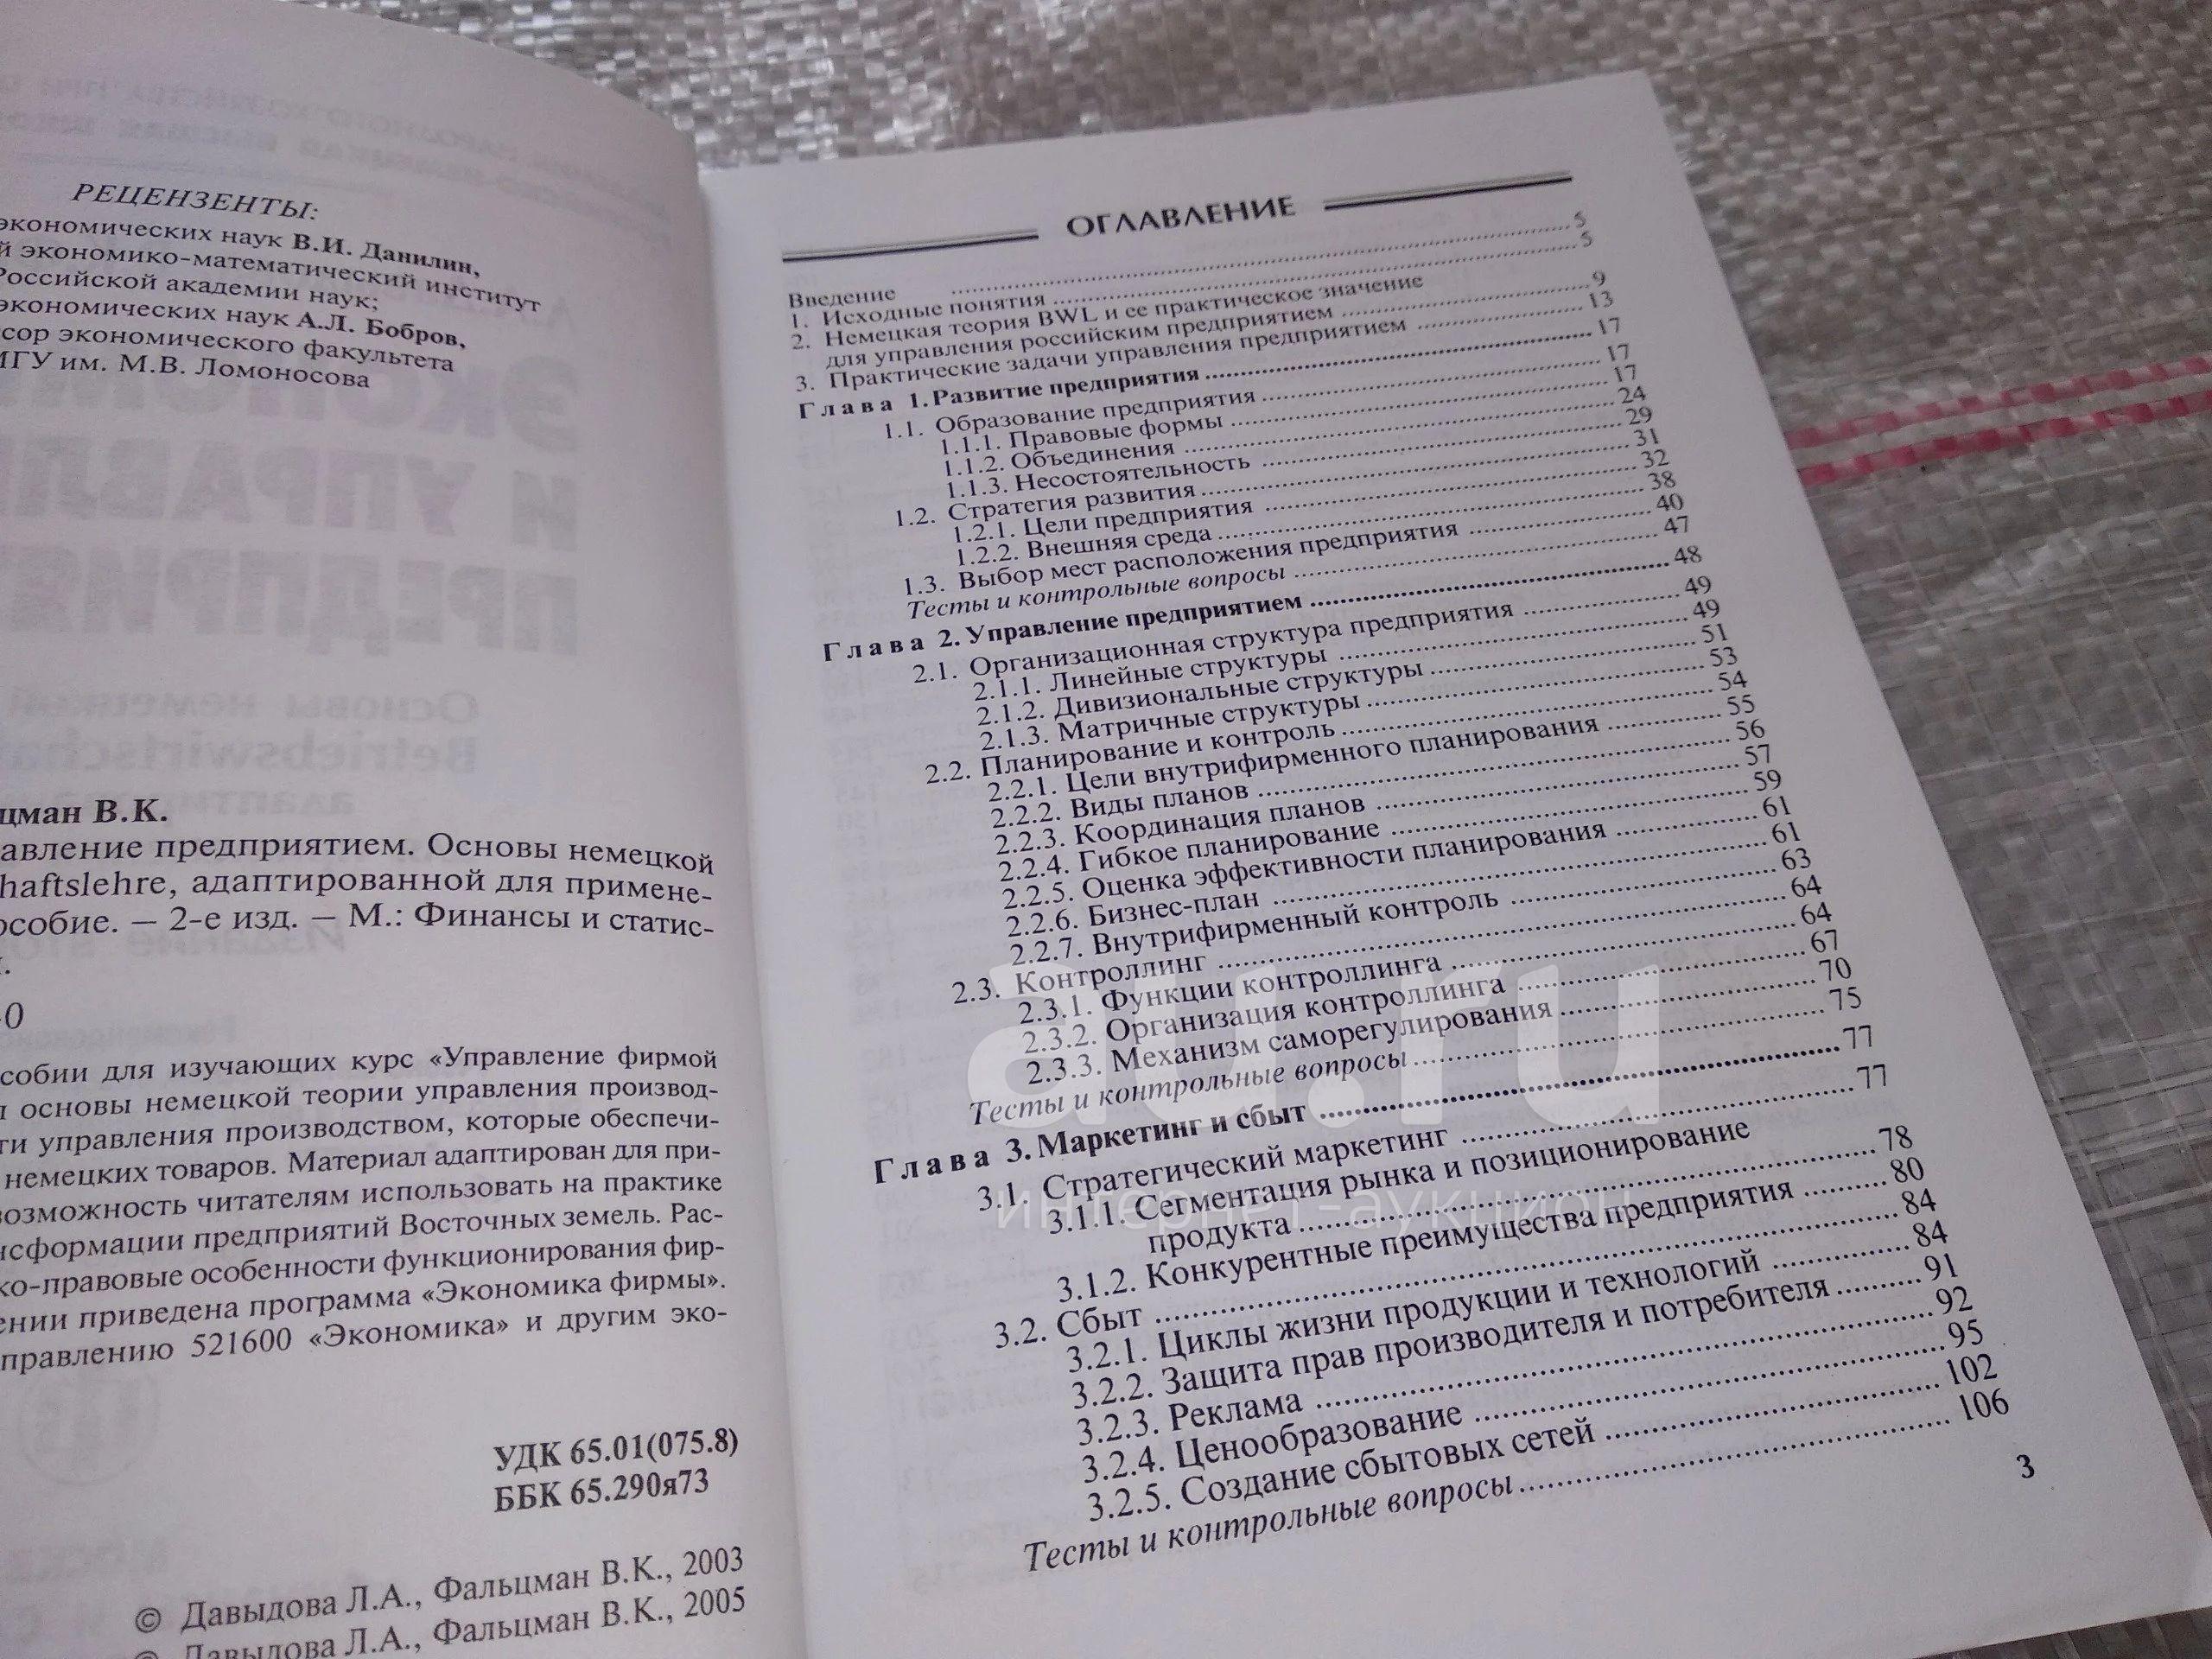 РЕЦЕНЗЕНТЫ:
экономических наук В.И. Данилин,
й экономико-математический институт
Российской академии наук;
экономических наук А.Л. Бобров,
сор экономического факультета
МГУ им. М.В. Ломоносова
цман В.К.
авление предприятием. Основы немецкой
haftslehre, адаптированной для примене-
особие. — 2-е изд. — М.: Финансы и статис-
0
собии для изучающих курс «Управление фирмой
основы немецкой теории управления производ-
ти управления производством, которые обеспечи-
немецких товаров. Материал адаптирован для при-
возможность читателям использовать на практике
нсформации предприятий Восточных земель. Рас-
ко-правовые особенности функционирования фир-
ении приведена программа «Экономика фирмы».
правлению 521600 «Экономика» и другим эко-
УДК 65.01(075.8)
ББК 65.290я73
© Давыдова Л.А., Фальцман В.К., 2003
© Давыдова Л.А., Фальцман В.К., 2005
ОГЛАВЛЕНИЕ
Введение ..... 5
1. Исходные понятия ..... 5
2. Немецкая теория BWL и ее практическое значение
для управления российским предприятием ..... 9
3. Практические задачи управления предприятием ..... 13
Глава 1. Развитие предприятия ..... 17
1.1. Образование предприятия ..... 17
1.1.1. Правовые формы ..... 17
1.1.2. Объединения ..... 24
1.1.3. Несостоятельность ..... 29
1.2. Стратегия развития ..... 31
1.2.1. Цели предприятия ..... 32
1.2.2. Внешняя среда ..... 38
1.3. Выбор мест расположения предприятия ..... 40
Тесты и контрольные вопросы ..... 47
Глава 2. Управление предприятием ..... 48
2.1. Организационная структура предприятия ..... 49
2.1.1. Линейные структуры ..... 49
2.1.2. Дивизиональные структуры ..... 51
2.1.3. Матричные структуры ..... 53
2.2. Планирование и контроль ..... 54
2.2.1. Цели внутрифирменного планирования ..... 55
2.2.2. Виды планов ..... 56
2.2.3. Координация планов ..... 57
2.2.4. Гибкое планирование ..... 59
2.2.5. Оценка эффективности планирования ..... 61
2.2.6. Бизнес-план ..... 61
2.2.7. Внутрифирменный контроль ..... 63
2.3. Контроллинг ..... 64
2.3.1. Функции контроллинга ..... 64
2.3.2. Организация контроллинга ..... 67
2.3.3. Механизм саморегулирования ..... 70
Тесты и контрольные вопросы ..... 75
Глава 3. Маркетинг и сбыт ..... 77
3.1. Стратегический маркетинг ..... 77
3.1.1. Сегментация рынка и позиционирование
продукта ..... 78
3.1.2. Конкурентные преимущества предприятия ..... 80
3.2. Сбыт ..... 84
3.2.1. Циклы жизни продукции и технологий ..... 84
3.2.2. Защита прав производителя и потребителя ..... 91
3.2.3. Реклама ..... 92
3.2.4. Ценообразование ..... 95
3.2.5. Создание сбытовых сетей ..... 102
Тесты и контрольные вопросы ..... 106
3
au.ru
интернет-аукцион